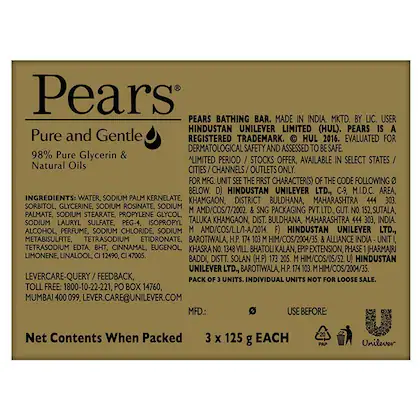 Pears®
Pure and Gentle
98% Pure Glycerin &
Natural Oils
INGREDIENTS: WATER, SODIUM PALM KERNELATE,
SORBITOL, GLYCERIN, SODIUM ROSINATE, SODIUM
PALMATE, SODIUM STEARATE, PROPYLENE GLYCOL,
SODIUM LAURYL SULFATE, PEG-4, ISOPROPYL
ALCOHOL, PERFUME, SODIUM CHLORIDE, SODIUM
METABISULFITE, TETRASODIUM ETIDRONATE,
TETRASODIUM EDTA, BHT, CINNAMAL, EUGENOL,
LIMONENE, LINALOOL, CI 12490, CI 47005.
LEVERCARE-QUERY / FEEDBACK,
TOLL FREE: 1800-10-22-221, PO BOX 14760,
MUMBAI 400 099, LEVER.CARE@UNILEVER.COM
PEARS BATHING BAR. MADE IN INDIA. MKTD. BY LIC. USER
HINDUSTAN UNILEVER LIMITED (HUL). PEARS IS A
REGISTERED TRADEMARK. © HUL 2016. EVALUATED FOR
DERMATOLOGICAL SAFETY AND ASSESSED TO BE SAFE.
*LIMITED PERIOD / STOCKS OFFER, AVAILABLE IN SELECT STATES /
CITIES / CHANNELS / OUTLETS ONLY.
FOR MFG. UNIT SEE THE FIRST CHARACTER(S) OF THE CODE FOLLOWING Ø
BELOW. D) HINDUSTAN UNILEVER LTD., C-9, M.I.D.C. AREA,
KHAMGAON, DISTRICT BULDHANA, MAHARASHTRA 444 303,
M AMD/COS/7/2002. & SNG PACKAGING PVT. LTD., GUT NO. 152, SUTALA,
TALUKA KHAMGAON, DIST. BULDHANA, MAHARASHTRA 444 303, INDIA,
M AMD/COS/LL/1-A/2014. F) HINDUSTAN UNILEVER LTD.,
BAROTIWALA, H.P. 174 103 M HIM/COS/2004/35. & ALLIANCE INDIA - UNIT I,
KHASRA NO. 1348 VILL. BHATOLI KALAN, EPIP EXTENSION, PHASE 1 JHARMAJRI
BADDI, DISTT. SOLAN (H.P.) 173 205. M HIM/COS/05/52. U) HINDUSTAN
UNILEVER LTD., BAROTIWALA, H.P. 174 103 M HIM/COS/2004/35.
PACK OF 3 UNITS. INDIVIDUAL UNITS NOT FOR LOOSE SALE.
MFD.: Ø USE BEFORE:
Net Contents When Packed 3 x 125 g EACH
PAP
Unilever